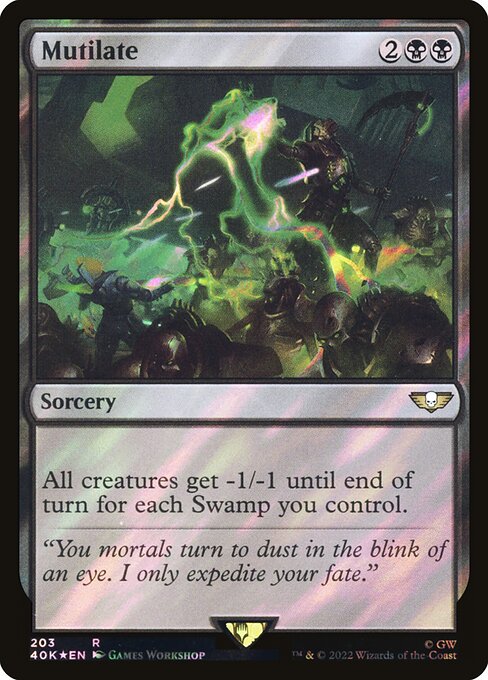 Mutilate 2
Sorcery
All creatures get -1/-1 until end of
turn for each Swamp you control.
“You mortals turn to dust in the blink of
an eye. I only expedite your fate.”
203 R © GW
40K★EN Games Workshop ™ & © 2022 Wizards of the Coast